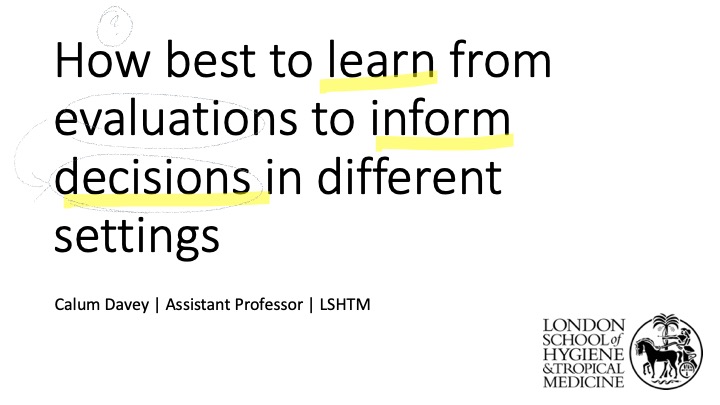 How best to learn from
evaluations to inform
decisions in different
settings
Calum Davey | Assistant Professor | LSHTM
LONDON
SCHOOL of
HYGIENE
& TROPICAL
MEDICINE